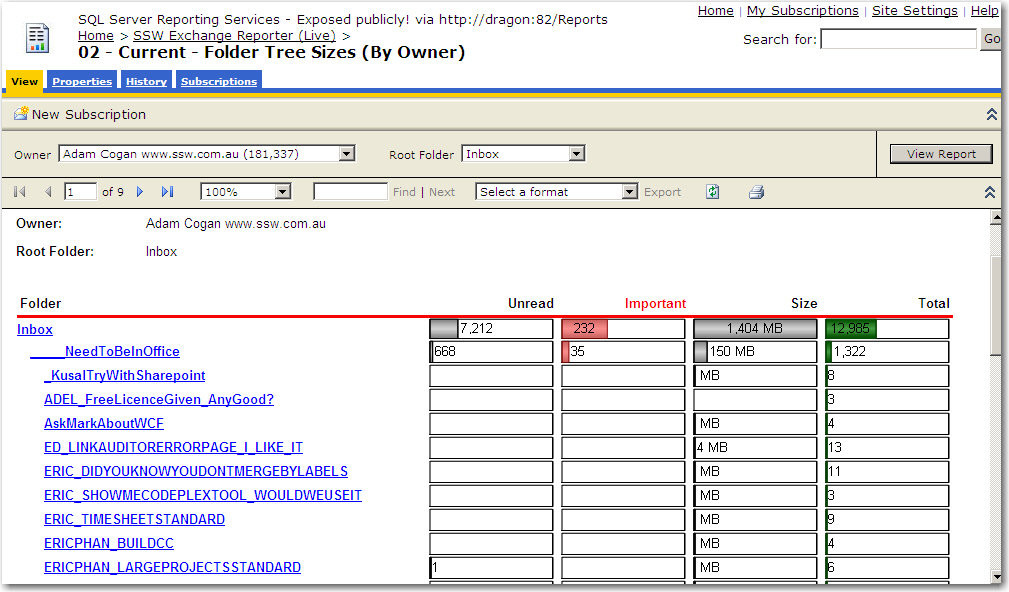 SQL Server Reporting Services - Exposed publicly! via http://dragon:82/Reports
Home | My Subscriptions | Site Settings | Help
Home > SSW Exchange Reporter (Live) >
Search for: Go
02 - Current - Folder Tree Sizes (By Owner)
View Properties History Subscriptions
New Subscription
Owner Adam Cogan www.ssw.com.au (181,337) Root Folder Inbox View Report
1 of 9 100% Find | Next Select a format Export
Owner: Adam Cogan www.ssw.com.au
Root Folder: Inbox
Folder Unread Important Size Total
Inbox 7,212 232 1,404 MB 12,985
_____NeedToBeInOffice 668 35 150 MB 1,322
_KusalTryWithSharepoint MB 8
ADEL_FreeLicenceGiven_AnyGood? 3
AskMarkAboutWCF MB 4
ED_LINKAUDITORERRORPAGE_I_LIKE_IT 4 MB 13
ERIC_DIDYOUKNOWYOUDONTMERGEBYLABELS MB 11
ERIC_SHOWMECODEPLEXTOOL_WOULDWEUSEIT MB 3
ERIC_TIMESHEETSTANDARD MB 9
ERICPHAN_BUILDCC MB 4
ERICPHAN_LARGEPROJECTSSTANDARD 1 MB 6